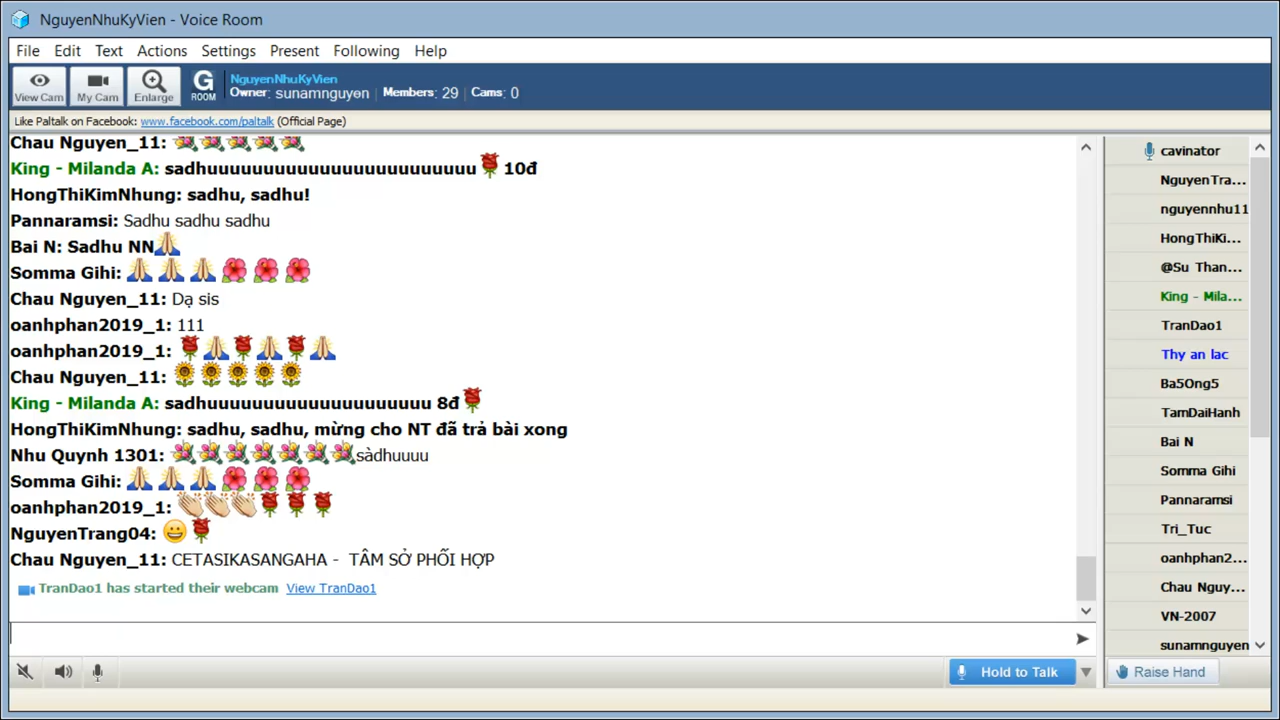 NguyenNhuKyVien - Voice Room
File Edit Text Actions Settings Present Following Help
View Cam My Cam Enlarge G ROOM NguyenNhuKyVien
Owner: sunamnguyen | Members: 29 | Cams: 0
Like Paltalk on Facebook: www.facebook.com/paltalk (Official Page)
Chau Nguyen_11: 💐💐💐💐💐
King - Milanda A: sadhuuuuuuuuuuuuuuuuuuuuuuuu🌹10đ
HongThiKimNhung: sadhu, sadhu!
Pannaramsi: Sadhu sadhu sadhu
Bai N: Sadhu NN🙏
Somma Gihi: 🙏🙏🙏🌺🌺🌺
Chau Nguyen_11: Dạ sis
oanhphan2019_1: 111
oanhphan2019_1: 🌹🙏🌹🙏🌹🙏
Chau Nguyen_11: 🌻🌻🌻🌻🌻
King - Milanda A: sadhuuuuuuuuuuuuuuuuuuuu 8đ🌹
HongThiKimNhung: sadhu, sadhu, mừng cho NT đã trả bài xong
Nhu Quynh 1301: 💐💐💐💐💐💐💐sàdhuuuu
Somma Gihi: 🙏🙏🙏🌺🌺🌺
oanhphan2019_1: 👏👏👏🌹🌹🌹
NguyenTrang04: 😀🌹
Chau Nguyen_11: CETASIKASANGAHA - TÂM SỞ PHỐI HỢP
TranDao1 has started their webcam View TranDao1
cavinator
NguyenTra...
nguyennhu11
HongThiKi...
@Su Than...
King - Mila...
TranDao1
Thy an lac
Ba5Ong5
TamDaiHanh
Bai N
Somma Gihi
Pannaramsi
Tri_Tuc
oanhphan2...
Chau Nguy...
VN-2007
sunamnguyen
Hold to Talk
Raise Hand